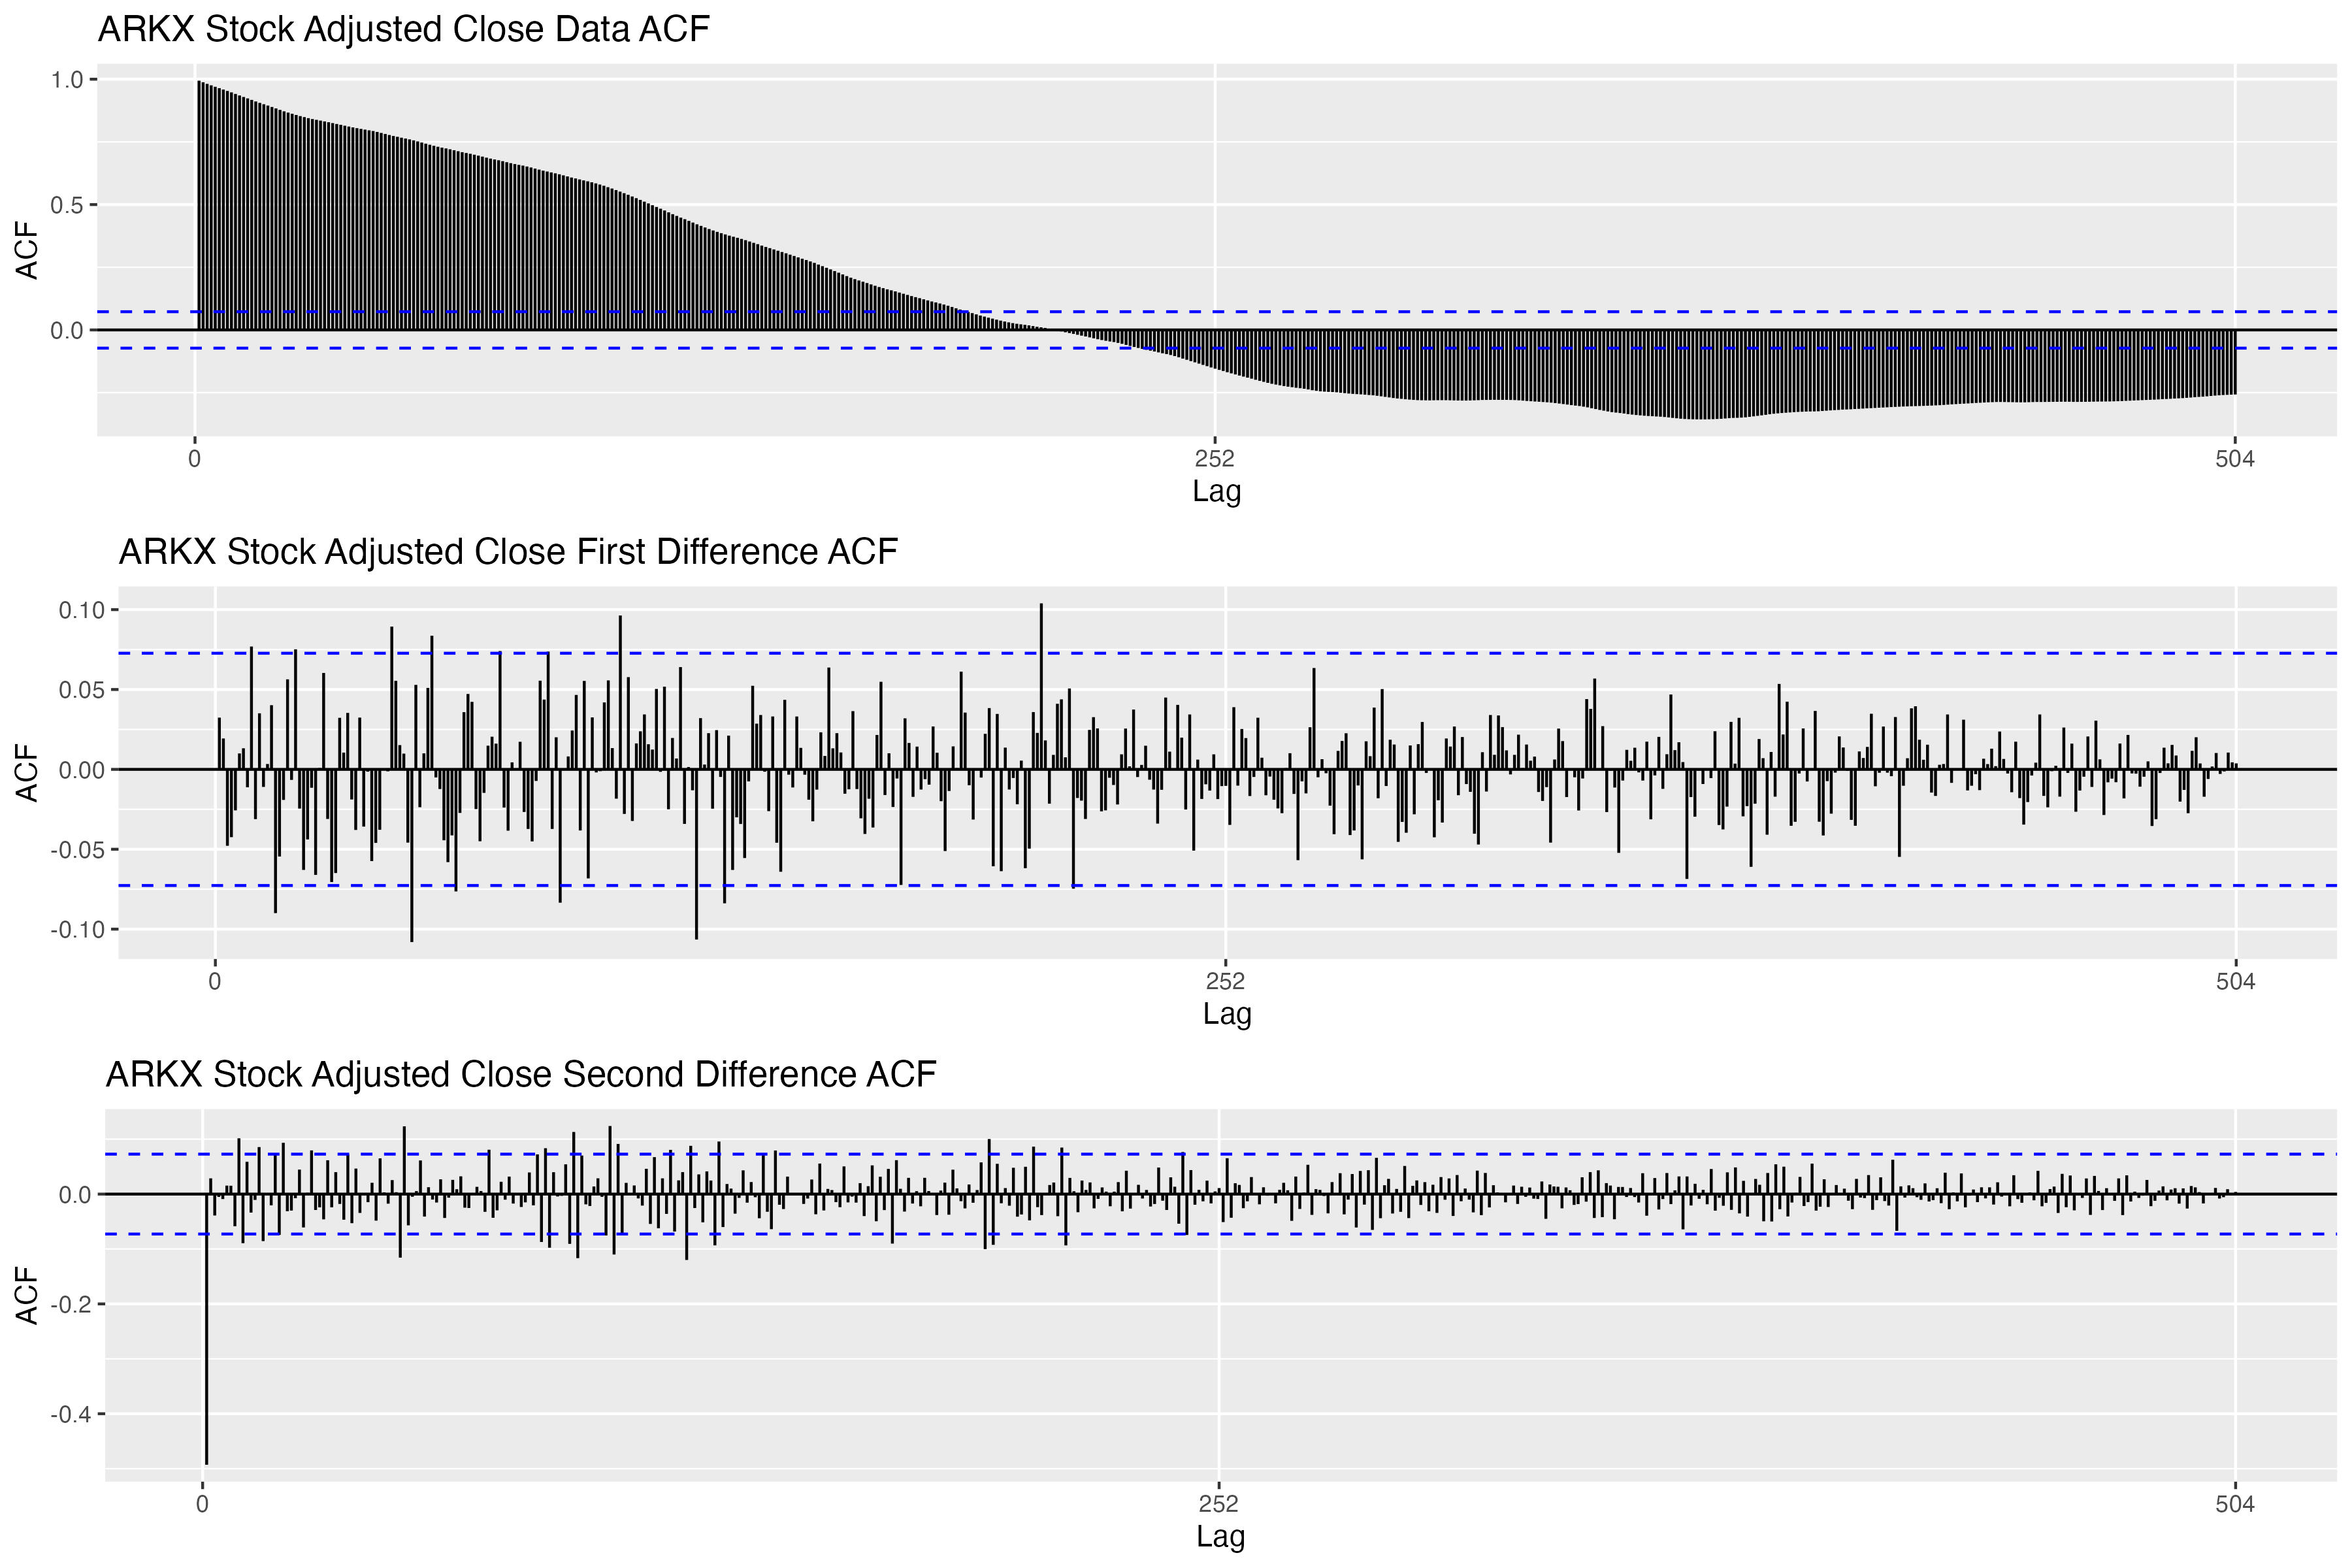 ARKX Stock Adjusted Close Data ACF
1.0
0.5
0.0
ACF
0 252 504
Lag
ARKX Stock Adjusted Close First Difference ACF
0.10
0.05
0.00
-0.05
-0.10
ACF
0 252 504
Lag
ARKX Stock Adjusted Close Second Difference ACF
0.0
-0.2
-0.4
ACF
0 252 504
Lag